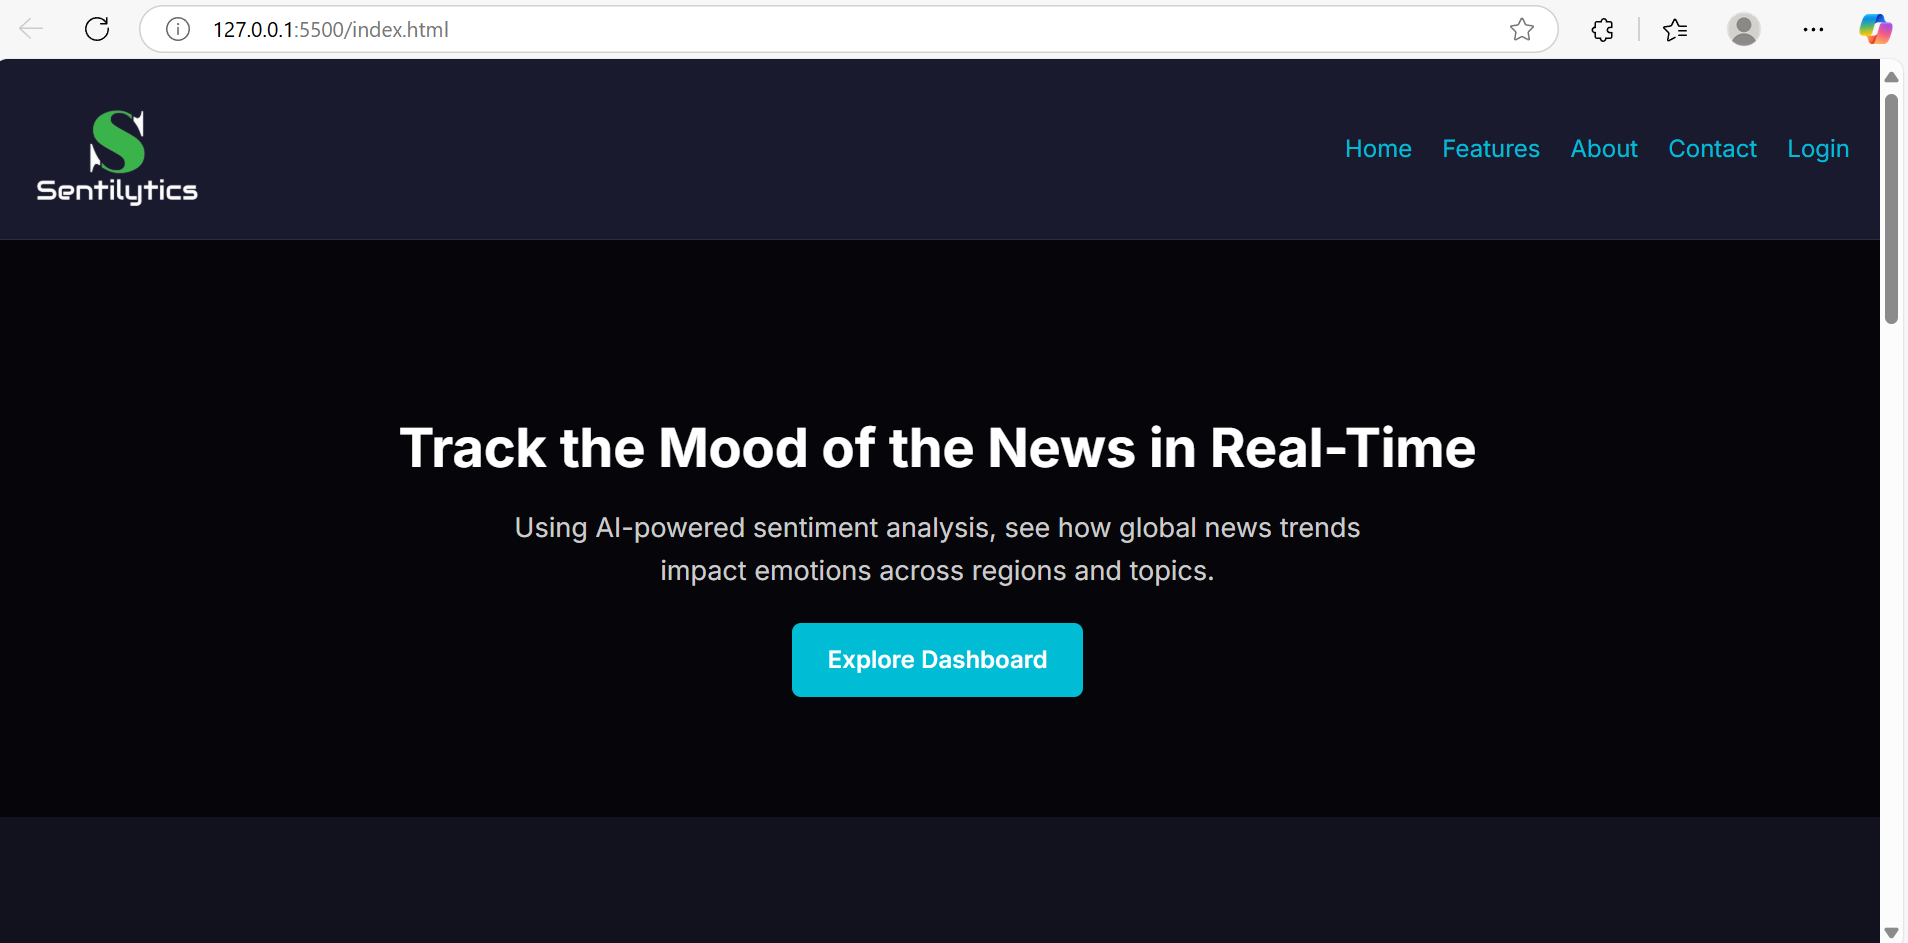 127.0.0.1:5500/index.html
S
Sentilytics
Home Features About Contact Login
Track the Mood of the News in Real-Time
Using AI-powered sentiment analysis, see how global news trends
impact emotions across regions and topics.
Explore Dashboard